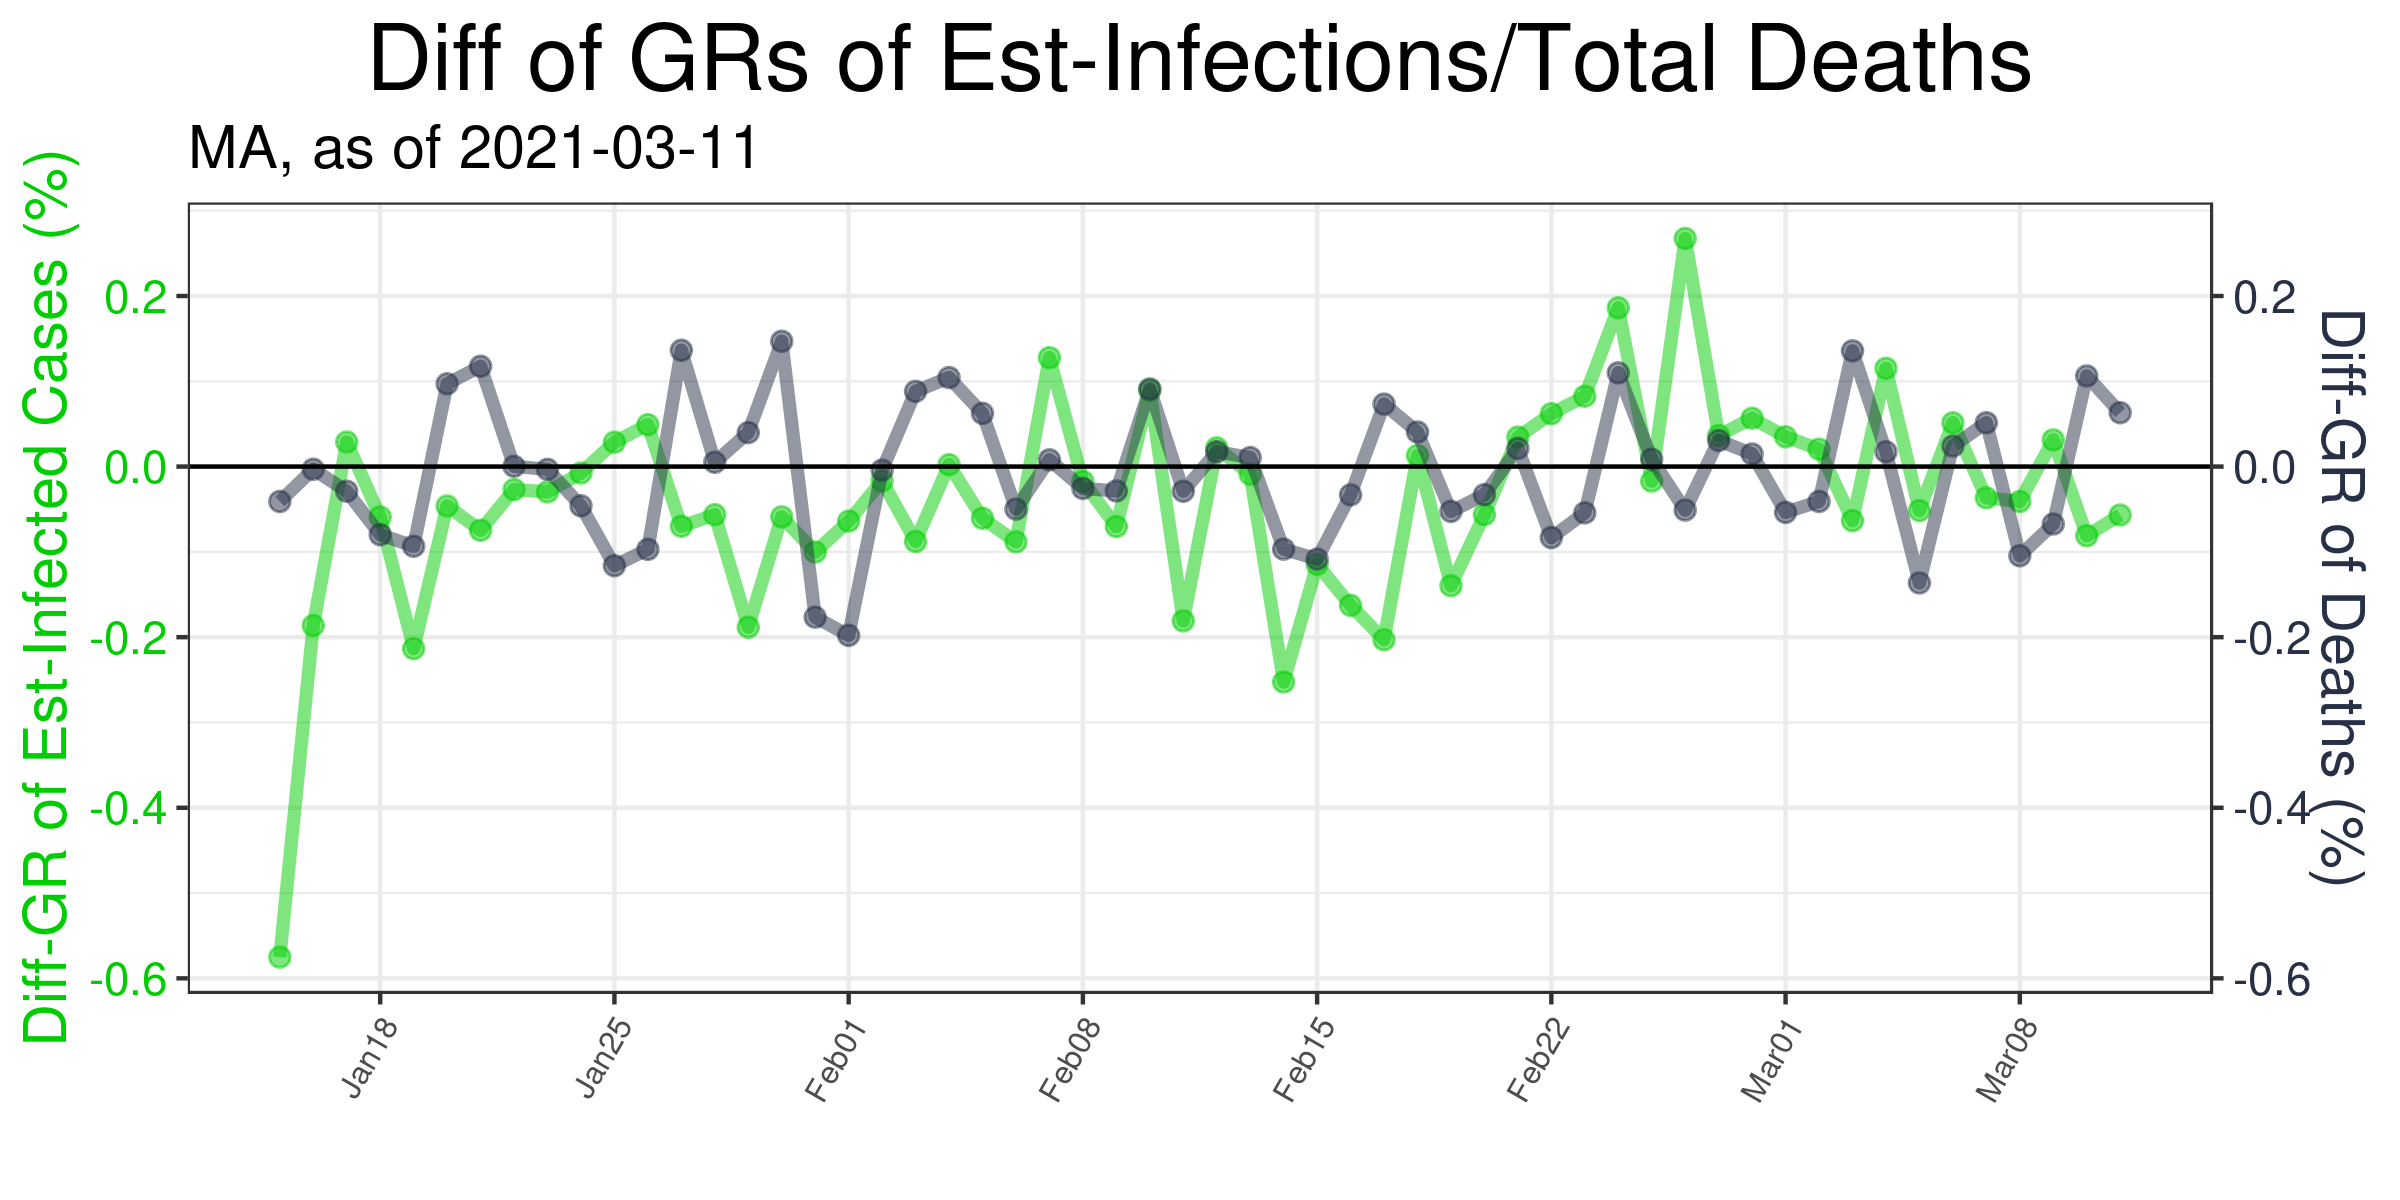 Diff of GRs of Est-Infections/Total Deaths
MA, as of 2021-03-11
Diff-GR of Est-Infected Cases (%)
0.2
0.0
-0.2
-0.4
-0.6
0.2
0.0
-0.2
-0.4
-0.6
Diff-GR of Deaths (%)
Jan18
Jan25
Feb01
Feb08
Feb15
Feb22
Mar01
Mar08